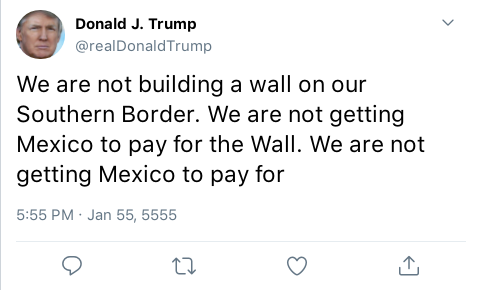 Donald J. Trump
@realDonaldTrump
We are not building a wall on our
Southern Border. We are not getting
Mexico to pay for the Wall. We are not
getting Mexico to pay for
5:55 PM · Jan 55, 5555